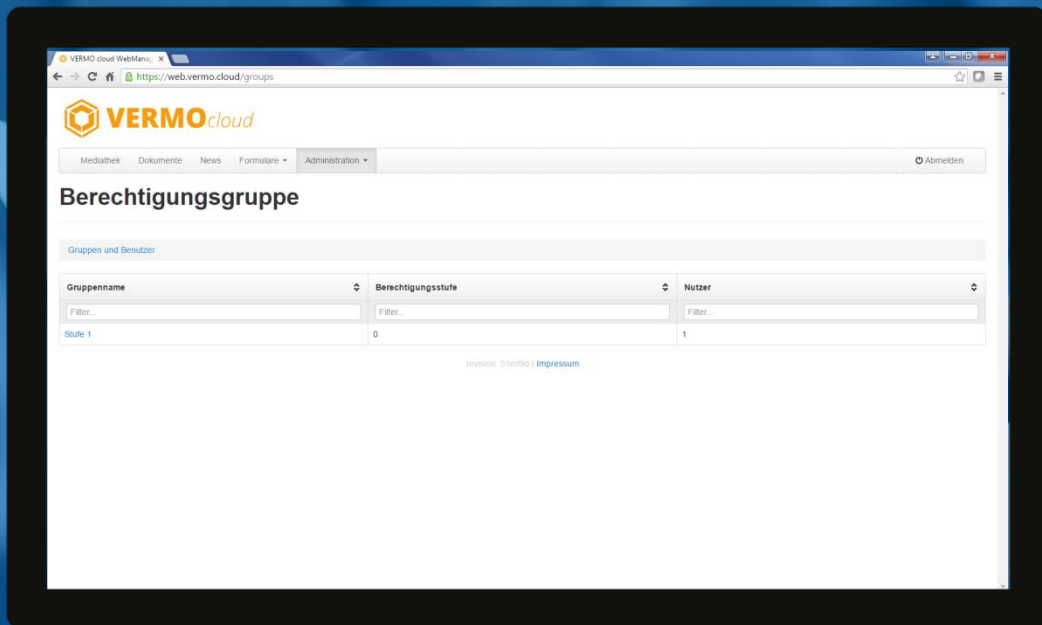 VERMO cloud WebManag
https://web.vermo.cloud/groups
VERMOcloud
Mediathek Dokumente News Formulare Administration Abmelden
Berechtigungsgruppe
Gruppen und Benutzer
Gruppenname Berechtigungsstufe Nutzer
Filter... Filter... Filter...
Stufe 1 0 1
revision: 51ed9d | Impressum